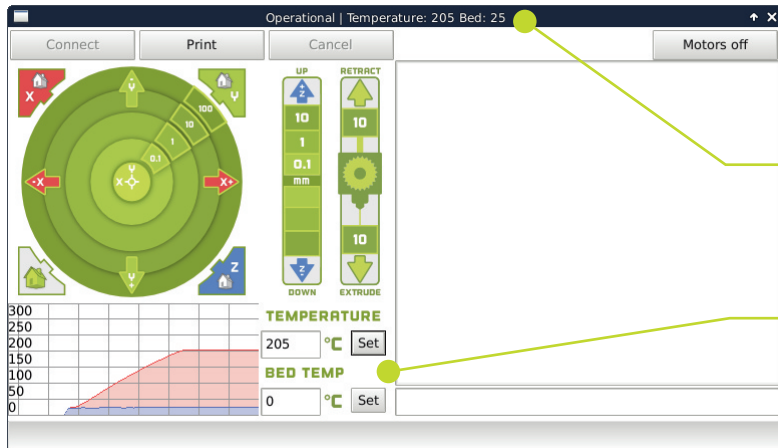 Operational | Temperature: 205 Bed: 25
Connect
Print
Cancel
Motors off
X
Y
Y
-X
X+
X
Y
0.1
1
10
100
Y
Z
UP
Z
10
1
0.1
mm
Z
DOWN
RETRACT
10
10
EXTRUDE
300
250
200
150
100
50
0
TEMPERATURE
205 °C Set
BED TEMP
0 °C Set